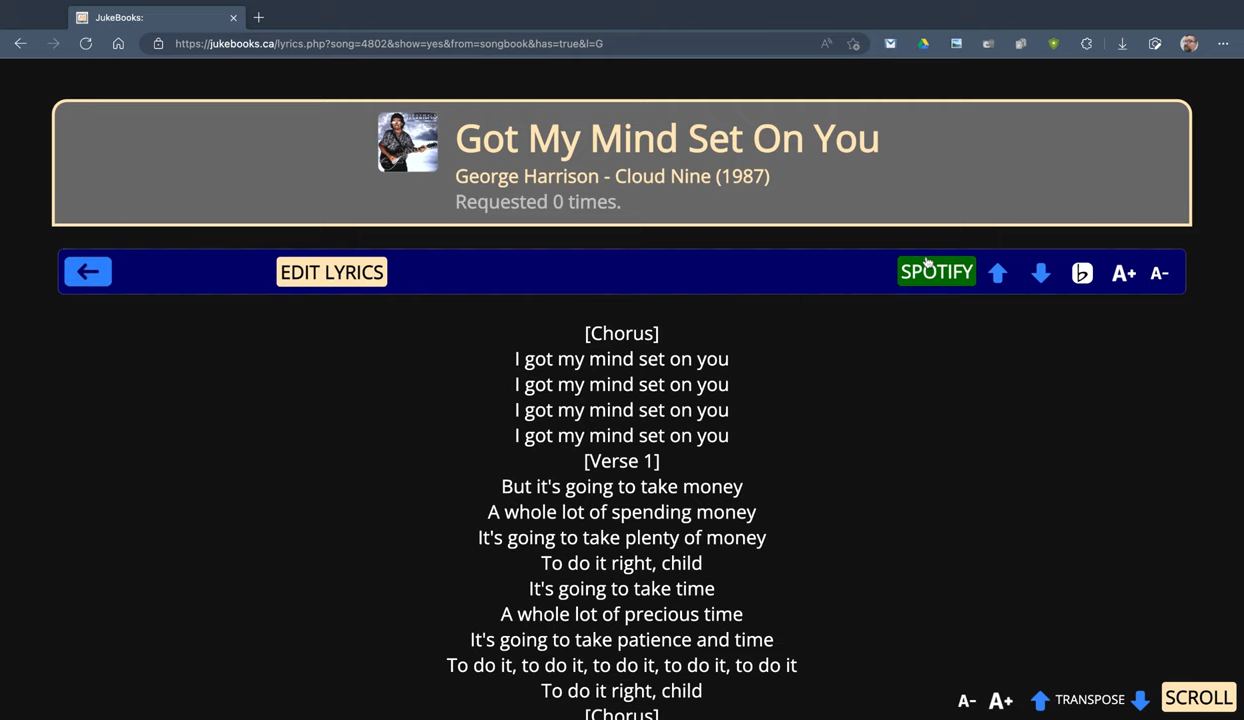 JukeBooks:
https://jukebooks.ca/lyrics.php?song=4802&show=yes&from=songbook&has=true&l=G
Got My Mind Set On You
George Harrison - Cloud Nine (1987)
Requested 0 times.
EDIT LYRICS
SPOTIFY
♭
A+
A-
[Chorus]
I got my mind set on you
I got my mind set on you
I got my mind set on you
I got my mind set on you
[Verse 1]
But it's going to take money
A whole lot of spending money
It's going to take plenty of money
To do it right, child
It's going to take time
A whole lot of precious time
It's going to take patience and time
To do it, to do it, to do it, to do it, to do it
To do it right, child
[Chorus]
A- A+ TRANSPOSE SCROLL